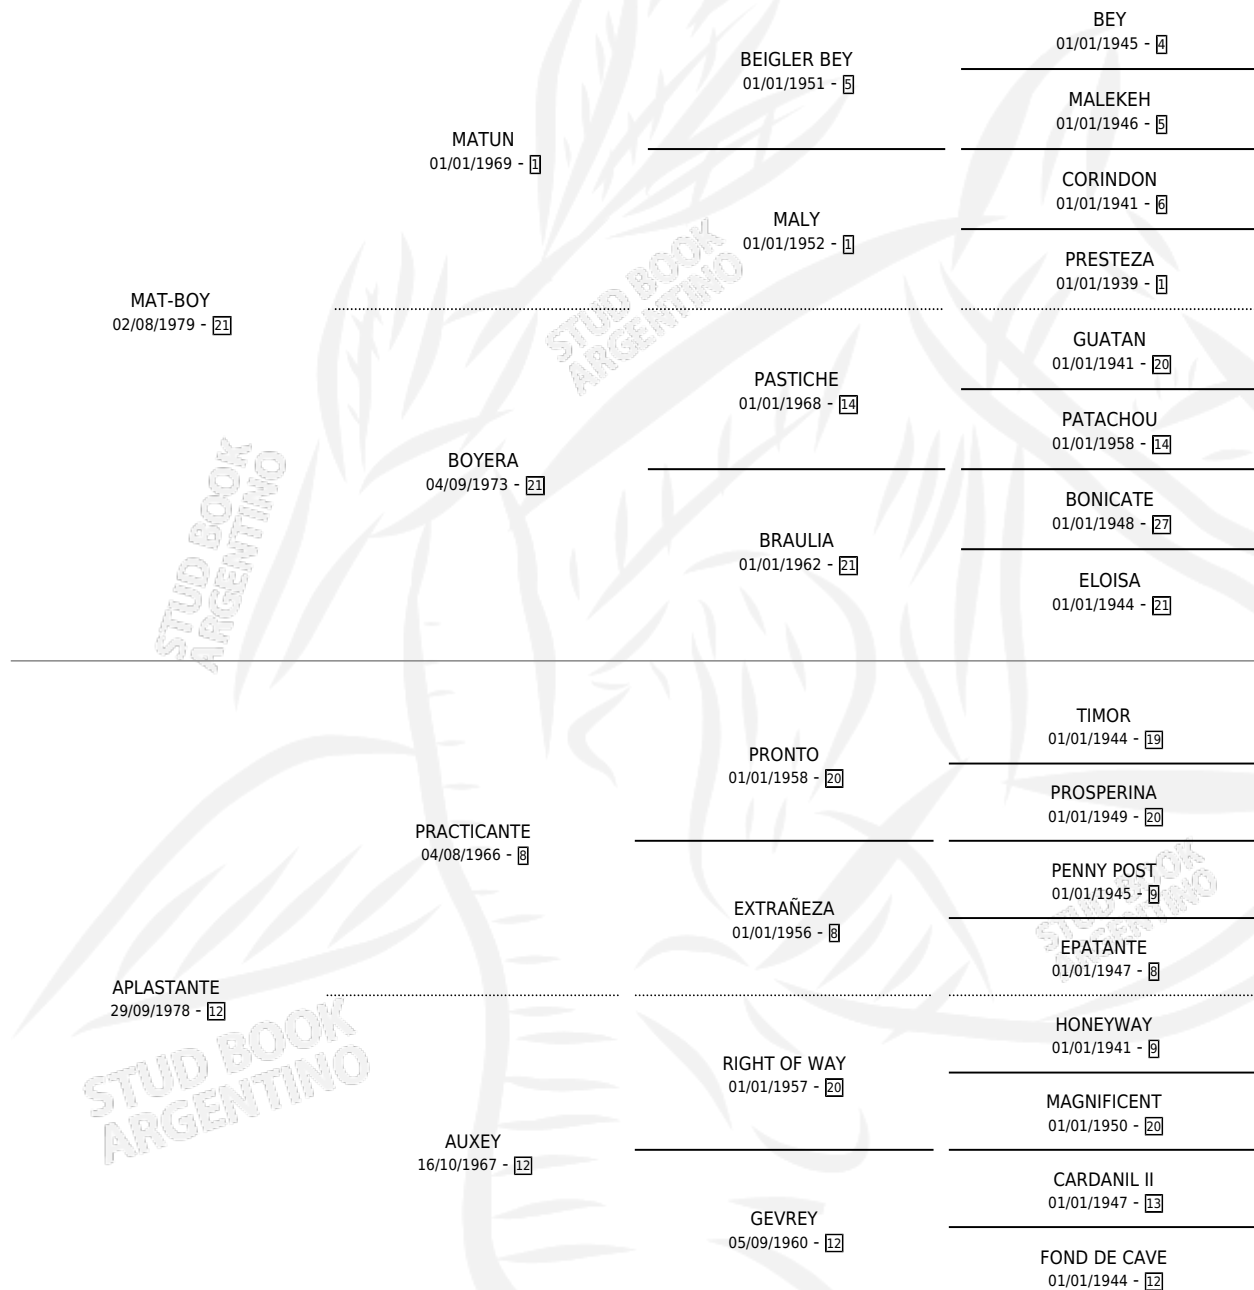 BEY
01/01/1945 - 4
BEIGLER BEY
01/01/1951 - 5
MALEKEH
01/01/1946 - 5
MATUN
01/01/1969 - 1
CORINDON
01/01/1941 - 6
MALY
01/01/1952 - 1
PRESTEZA
01/01/1939 - 1
MAT-BOY
02/08/1979 - 21
GUATAN
01/01/1941 - 20
PASTICHE
01/01/1968 - 14
PATACHOU
01/01/1958 - 14
BOYERA
04/09/1973 - 21
BONICATE
01/01/1948 - 27
BRAULIA
01/01/1962 - 21
ELOISA
01/01/1944 - 21
TIMOR
01/01/1944 - 19
PRONTO
01/01/1958 - 20
PROSPERINA
01/01/1949 - 20
PRACTICANTE
04/08/1966 - 8
PENNY POST
01/01/1945 - 9
EXTRAÑEZA
01/01/1956 - 8
EPATANTE
01/01/1947 - 8
APLASTANTE
29/09/1978 - 12
HONEYWAY
01/01/1941 - 9
RIGHT OF WAY
01/01/1957 - 20
MAGNIFICENT
01/01/1950 - 20
AUXEY
16/10/1967 - 12
CARDANIL II
01/01/1947 - 13
GEVREY
05/09/1960 - 12
FOND DE CAVE
01/01/1944 - 12
STUD BOOK
ARGENTINO
STUD BOOK
ARGENTINO
STUD BOOK
ARGENTINO
STUD BOOK
ARGENTINO